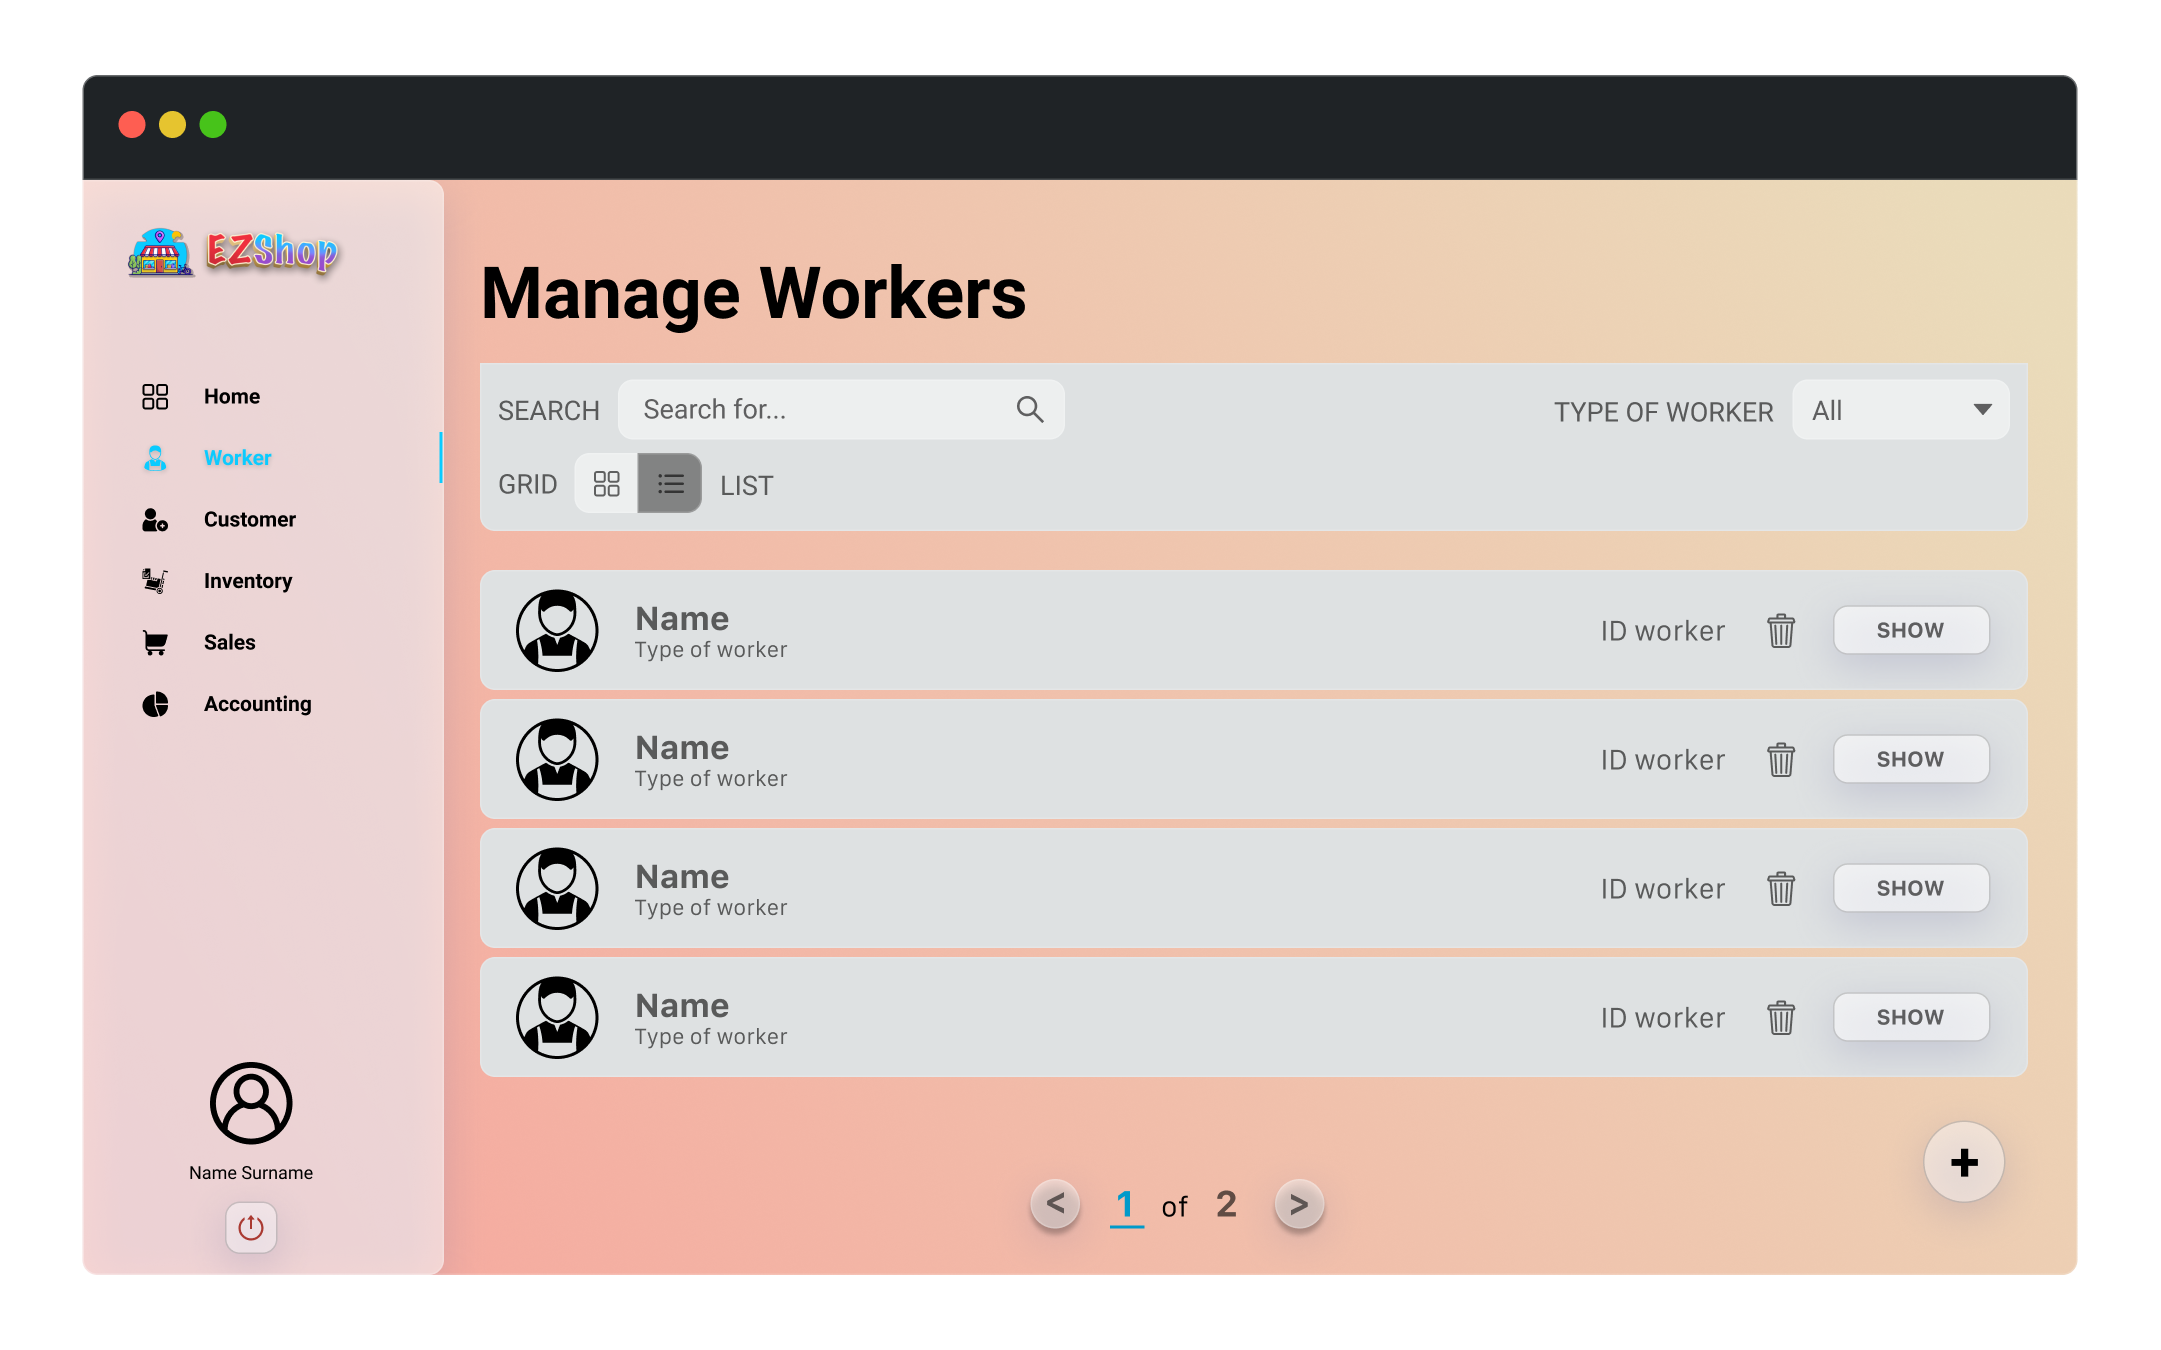 EZShop
Home
Worker
Customer
Inventory
Sales
Accounting
Name Surname
Manage Workers
SEARCH Search for... TYPE OF WORKER All
GRID LIST
Name
Type of worker
ID worker SHOW
Name
Type of worker
ID worker SHOW
Name
Type of worker
ID worker SHOW
Name
Type of worker
ID worker SHOW
+
< 1 of 2 >